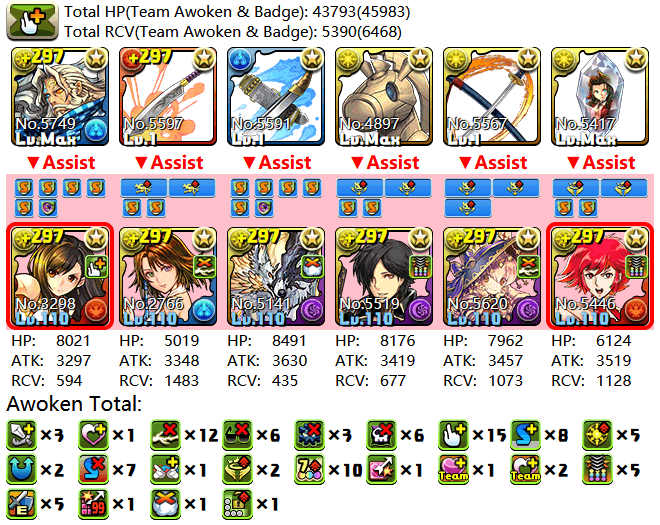 Total HP(Team Awoken & Badge): 43793(45983)
Total RCV(Team Awoken & Badge): 5390(6468)
+297 +297
No.5749 No.5597 No.5591 No.4897 No.5567 No.5417
Lv.Max Lv.1 Lv.1 Lv.Max Lv.1 Lv.Max
▼Assist ▼Assist ▼Assist ▼Assist ▼Assist ▼Assist
+297 +297 +297 +297 +297 +297
No.3298 No.2766 No.5141 No.5519 No.5620 No.5446
Lv.110 Lv.110 Lv.110 Lv.110 Lv.110 Lv.110
HP: 8021 HP: 5019 HP: 8491 HP: 8176 HP: 7962 HP: 6124
ATK: 3297 ATK: 3348 ATK: 3630 ATK: 3419 ATK: 3457 ATK: 3519
RCV: 594 RCV: 1483 RCV: 435 RCV: 677 RCV: 1073 RCV: 1128
Awoken Total:
×3 ×1 ×12 ×6 ×3 ×6 ×15 ×8 ×5
×2 ×7 ×1 ×2 7 ×10 ×1 Team ×1 Team ×2 ×5
×5 99 ×1 ×1 ×1